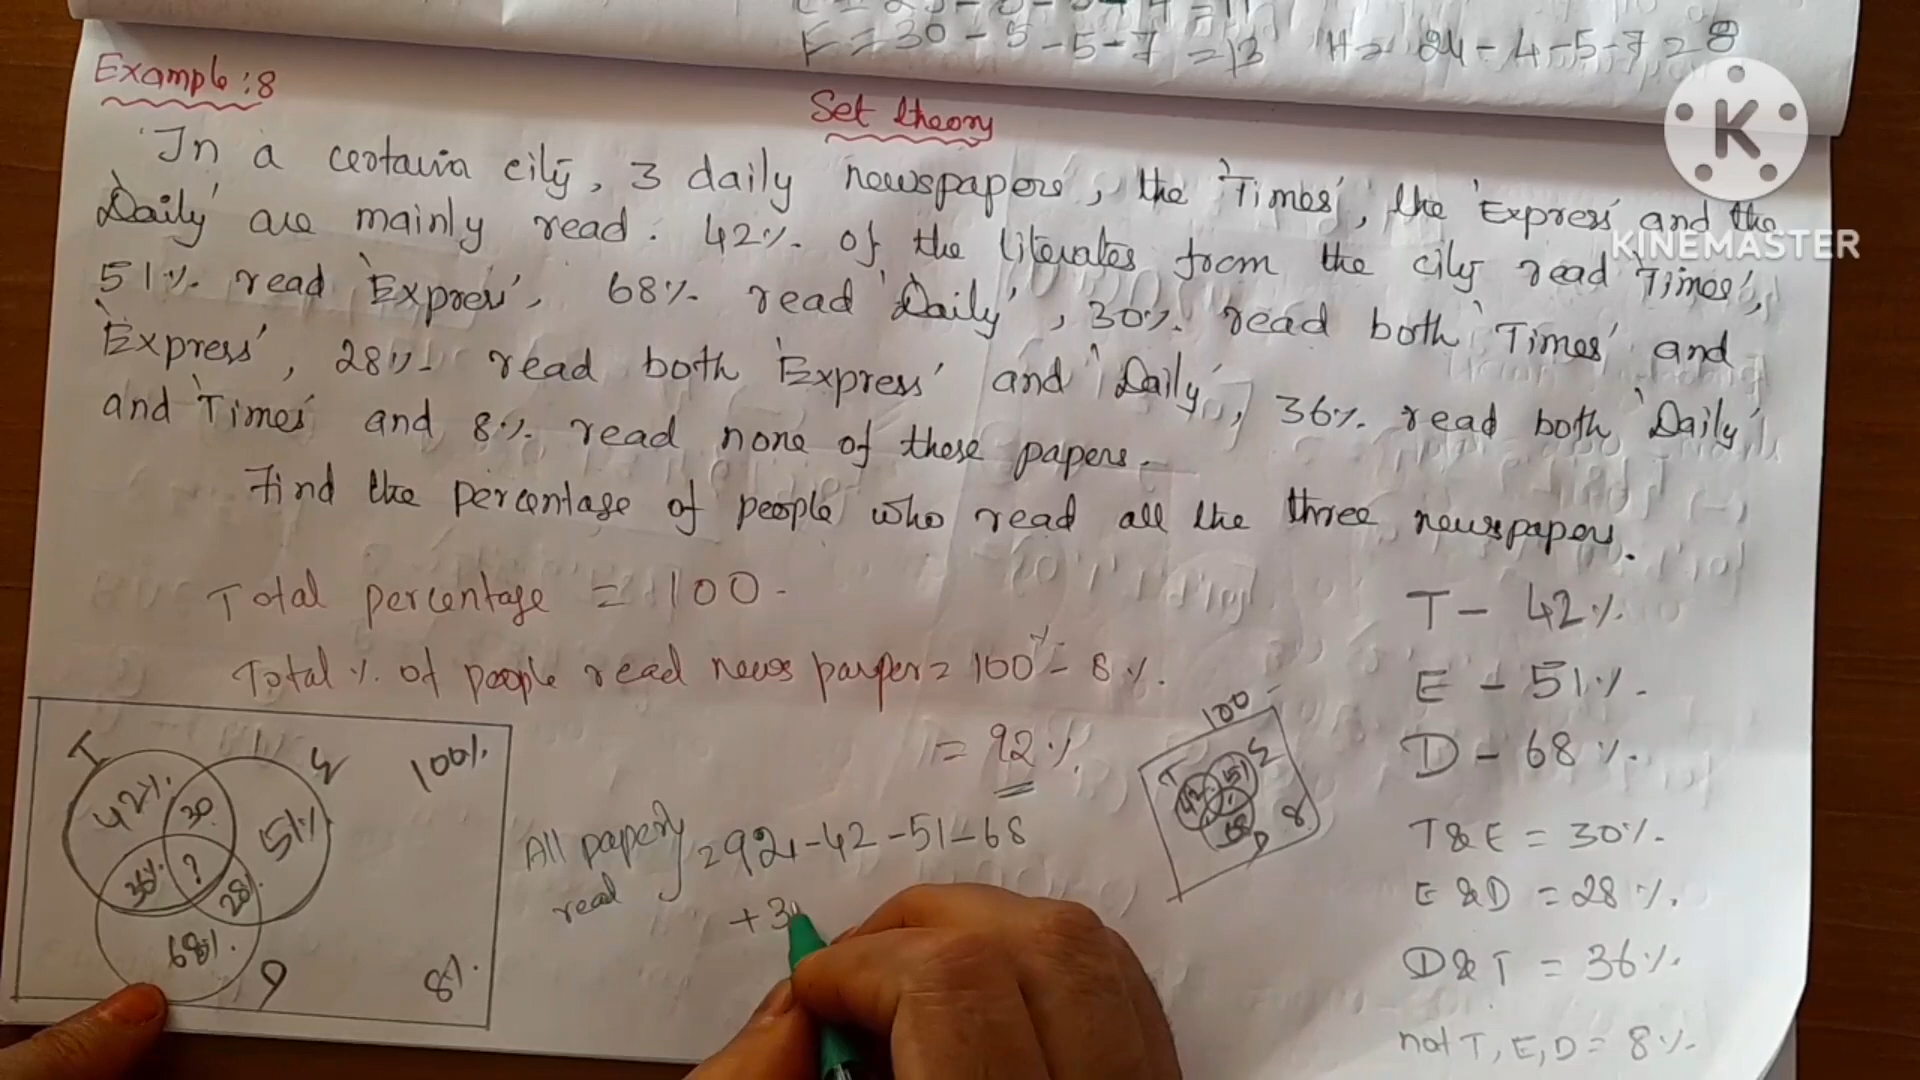 F = 30 - 5 - 5 - 7 = 13 H = 24 - 4 - 5 - 7 = 8
Example : 8
Set theory
K
KINEMASTER
In a certain city, 3 daily newspapers, the 'Times', the 'Express' and the
'Daily' are mainly read. 42% of the literates from the city read 'Times',
51% read 'Express', 68% read 'Daily', 30% read both 'Times' and
'Express', 28% read both 'Express' and 'Daily', 36% read both 'Daily'
and 'Times' and 8% read none of these papers.
Find the percentage of people who read all the three newspapers.
Total percentage = 100.
Total % of people read news paper = 100% - 8%.
= 92%.
All papers read = 92 - 42 - 51 - 68
+ 3
T E 100%
42% 30 51%
36% ? 28%
68% D 8%
100
T E
42 51
68 D 8
T - 42%
E - 51%.
D - 68%.
T & E = 30%.
E & D = 28%.
D & T = 36%.
not T, E, D = 8%.